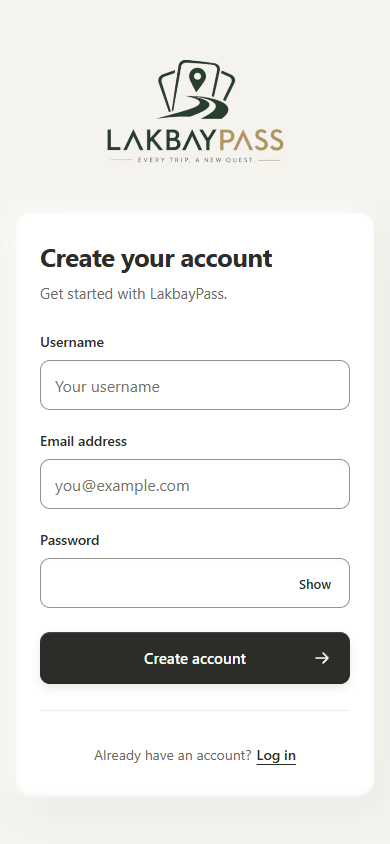 LAKBAYPASS
EVERY TRIP, A NEW QUEST.
Create your account
Get started with LakbayPass.
Username
Your username
Email address
you@example.com
Password
Show
Create account →
Already have an account? Log in